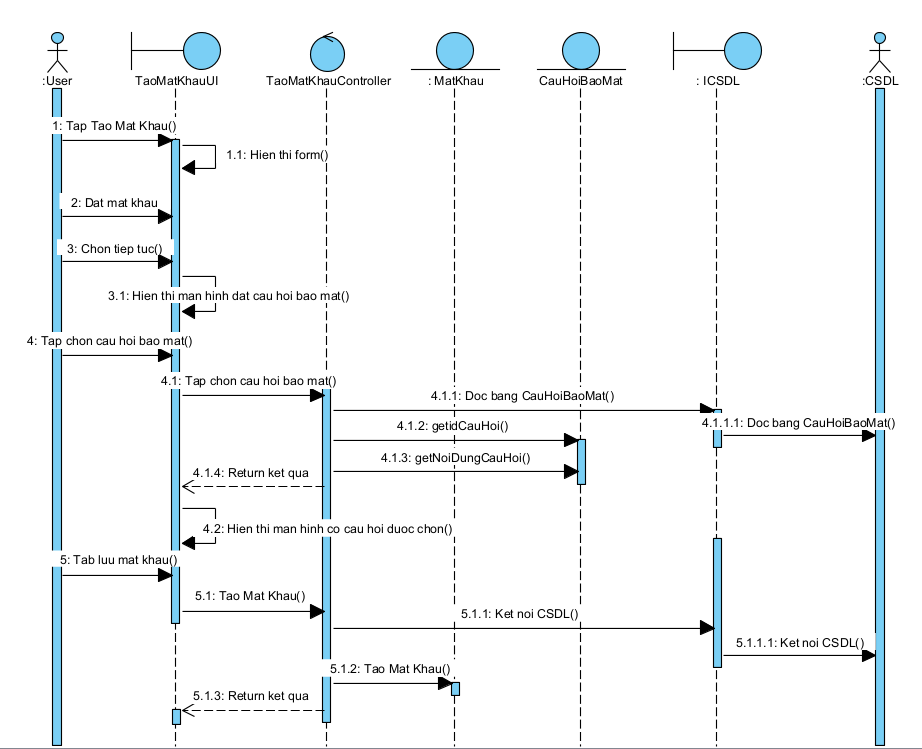 :User
TaoMatKhauUI
TaoMatKhauController
: MatKhau
CauHoiBaoMat
: ICSDL
:CSDL
1: Tap Tao Mat Khau()
1.1: Hien thi form()
2: Dat mat khau
3: Chon tiep tuc()
3.1: Hien thi man hinh dat cau hoi bao mat()
4: Tap chon cau hoi bao mat()
4.1: Tap chon cau hoi bao mat()
4.1.1: Doc bang CauHoiBaoMat()
4.1.1.1: Doc bang CauHoiBaoMat()
4.1.2: getidCauHoi()
4.1.3: getNoiDungCauHoi()
4.1.4: Return ket qua
4.2: Hien thi man hinh co cau hoi duoc chon()
5: Tab luu mat khau()
5.1: Tao Mat Khau()
5.1.1: Ket noi CSDL()
5.1.1.1: Ket noi CSDL()
5.1.2: Tao Mat Khau()
5.1.3: Return ket qua